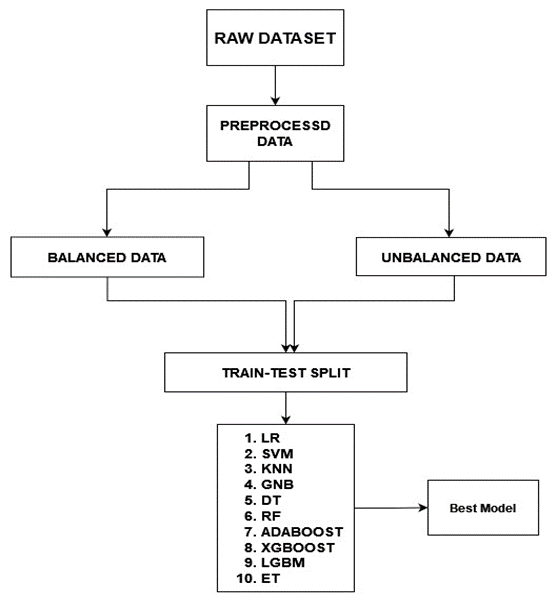 RAW DATASET
PREPROCESSD
DATA
BALANCED DATA
UNBALANCED DATA
TRAIN-TEST SPLIT
1. LR
2. SVM
3. KNN
4. GNB
5. DT
6. RF
7. ADABOOST
8. XGBOOST
9. LGBM
10. ET
Best Model